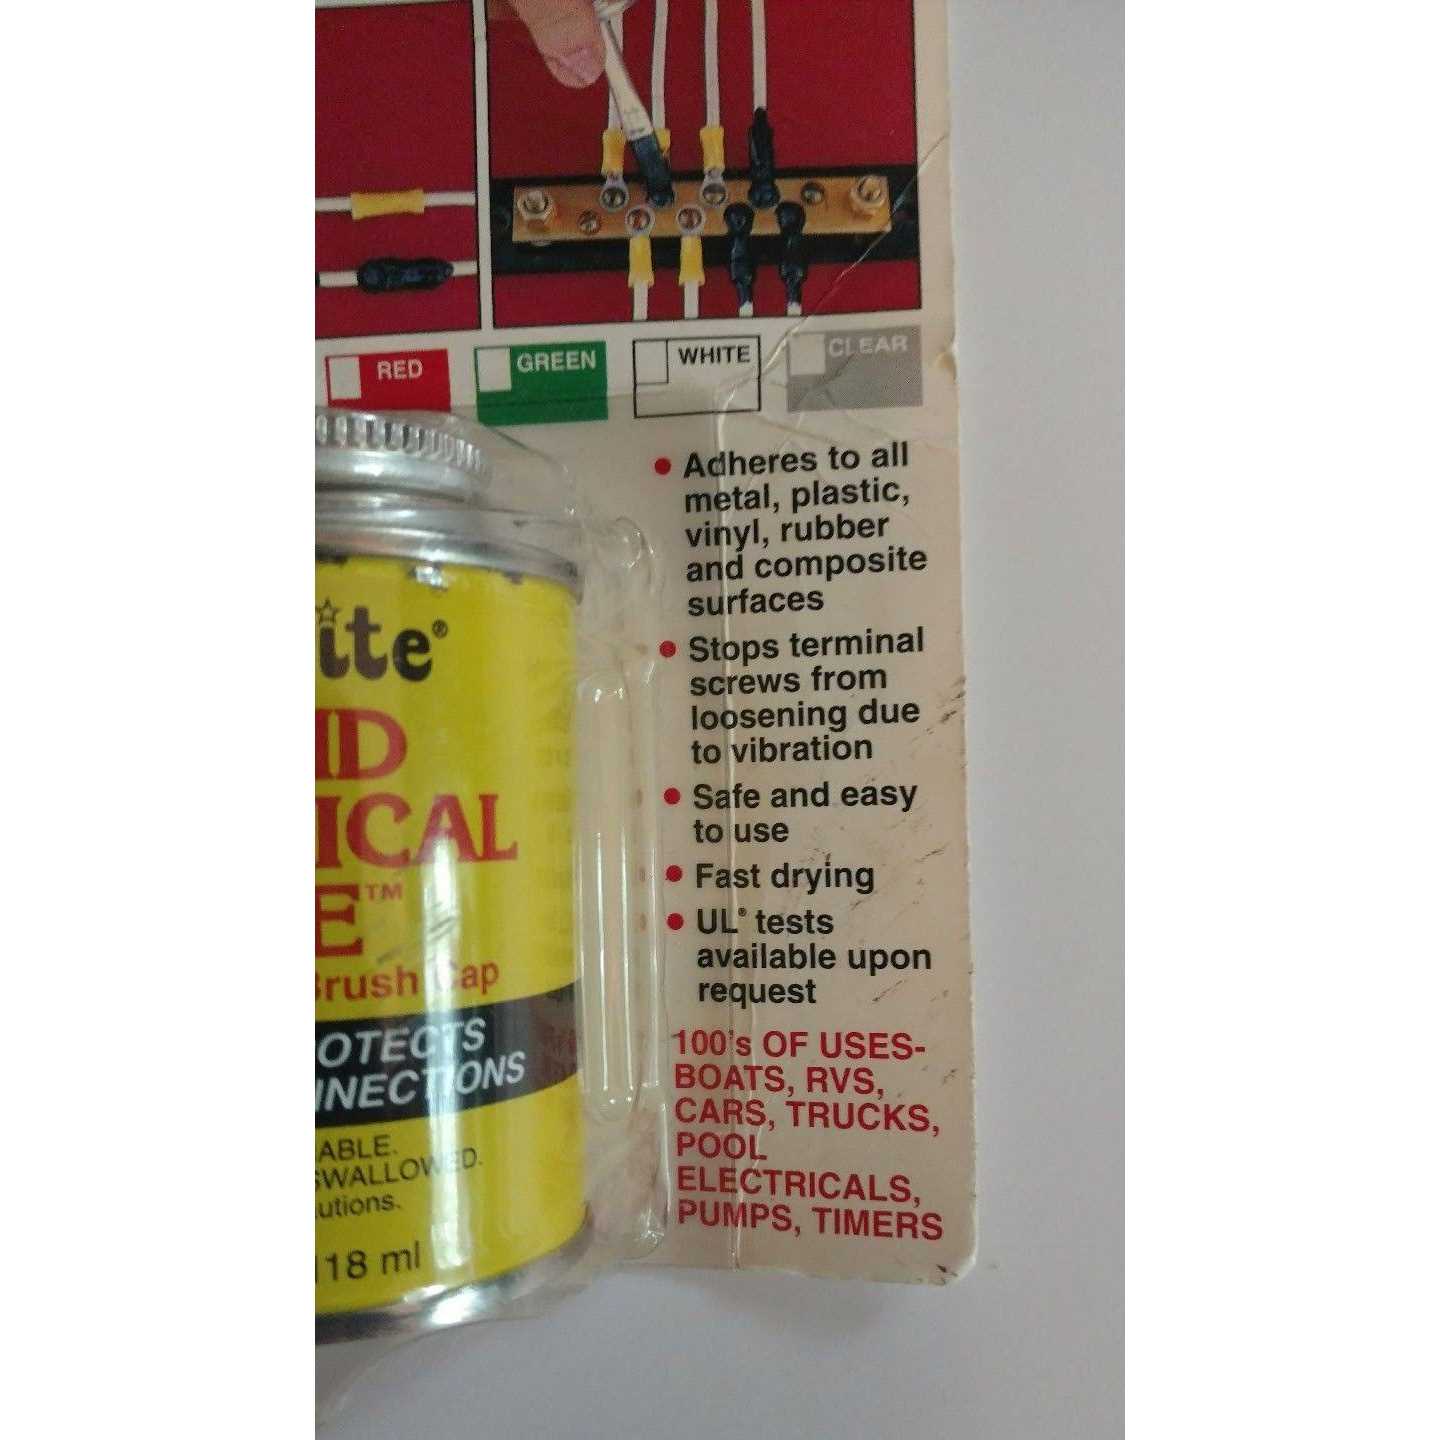 RED
GREEN
WHITE
CLEAR
• Adheres to all
metal, plastic,
vinyl, rubber
and composite
surfaces
• Stops terminal
screws from
loosening due
to vibration
• Safe and easy
to use
• Fast drying
• UL® tests
available upon
request
100's OF USES-
BOATS, RVS,
CARS, TRUCKS,
POOL
ELECTRICALS,
PUMPS, TIMERS
ite®
ID
ICAL
E™
Brush Cap
OTECTS
NNECTIONS
ABLE.
SWALLOWED.
utions.
118 ml